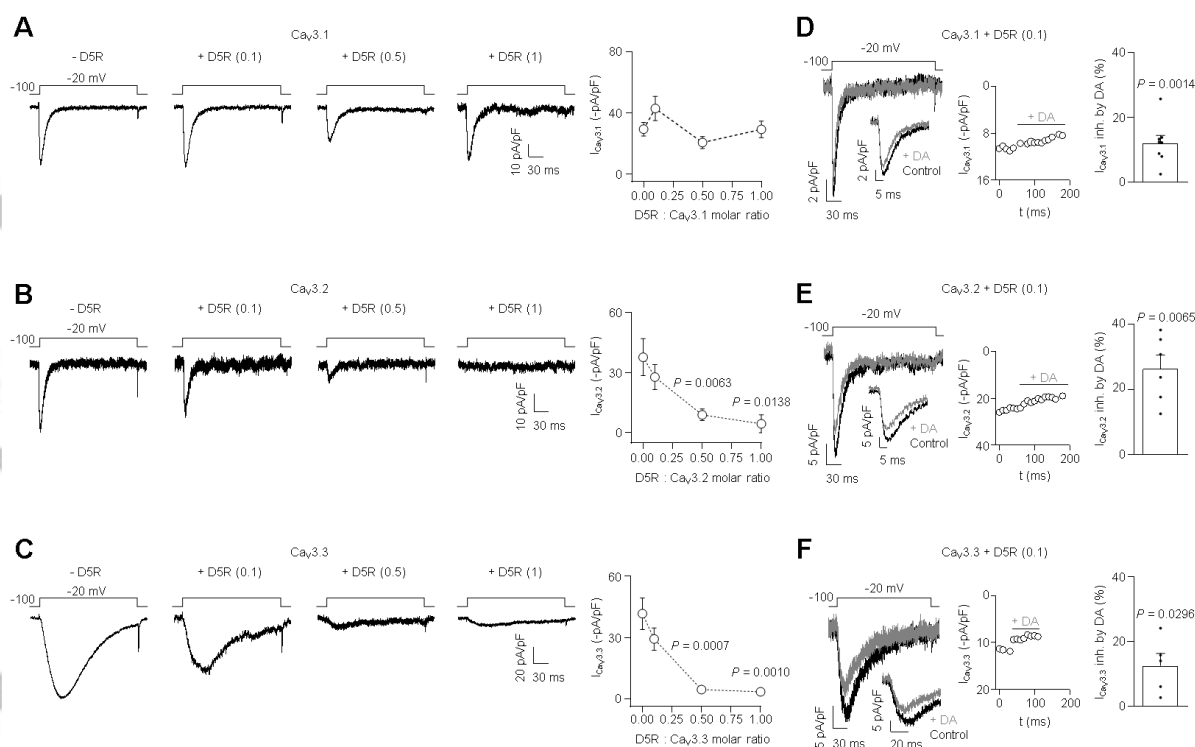 A
CaV3.1
- D5R
+ D5R (0.1)
+ D5R (0.5)
+ D5R (1)
-100
-20 mV
10 pA/pF
30 ms
ICaV3.1 (-pA/pF)
80
40
0
0.00 0.25 0.50 0.75 1.00
D5R : CaV3.1 molar ratio
D
CaV3.1 + D5R (0.1)
-20 mV
-100
2 pA/pF
30 ms
2 pA/pF
5 ms
+ DA
Control
ICaV3.1 (-pA/pF)
0
8
16
+ DA
0 100 200
t (ms)
ICaV3.1 inh. by DA (%)
40
20
0
P = 0.0014
B
CaV3.2
- D5R
+ D5R (0.1)
+ D5R (0.5)
+ D5R (1)
-100
-20 mV
10 pA/pF
30 ms
ICaV3.2 (-pA/pF)
60
30
0
P = 0.0063
P = 0.0138
0.00 0.25 0.50 0.75 1.00
D5R : CaV3.2 molar ratio
E
CaV3.2 + D5R (0.1)
-20 mV
-100
5 pA/pF
30 ms
5 pA/pF
5 ms
+ DA
Control
ICaV3.2 (-pA/pF)
0
20
40
+ DA
0 100 200
t (ms)
ICaV3.2 inh. by DA (%)
40
20
0
P = 0.0065
C
CaV3.3
- D5R
+ D5R (0.1)
+ D5R (0.5)
+ D5R (1)
-100
-20 mV
20 pA/pF
30 ms
ICaV3.3 (-pA/pF)
60
30
0
P = 0.0007
P = 0.0010
0.00 0.25 0.50 0.75 1.00
D5R : CaV3.3 molar ratio
F
CaV3.3 + D5R (0.1)
-20 mV
-100
5 pA/pF
30 ms
5 pA/pF
20 ms
+ DA
Control
ICaV3.3 (-pA/pF)
0
10
20
+ DA
0 100 200
t (ms)
ICaV3.3 inh. by DA (%)
40
20
0
P = 0.0296